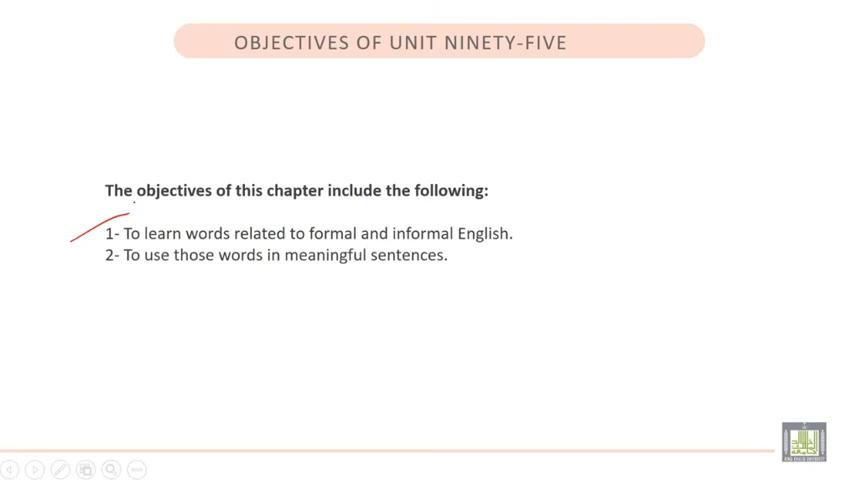 OBJECTIVES OF UNIT NINETY-FIVE
The objectives of this chapter include the following:
1- To learn words related to formal and informal English.
2- To use those words in meaningful sentences.